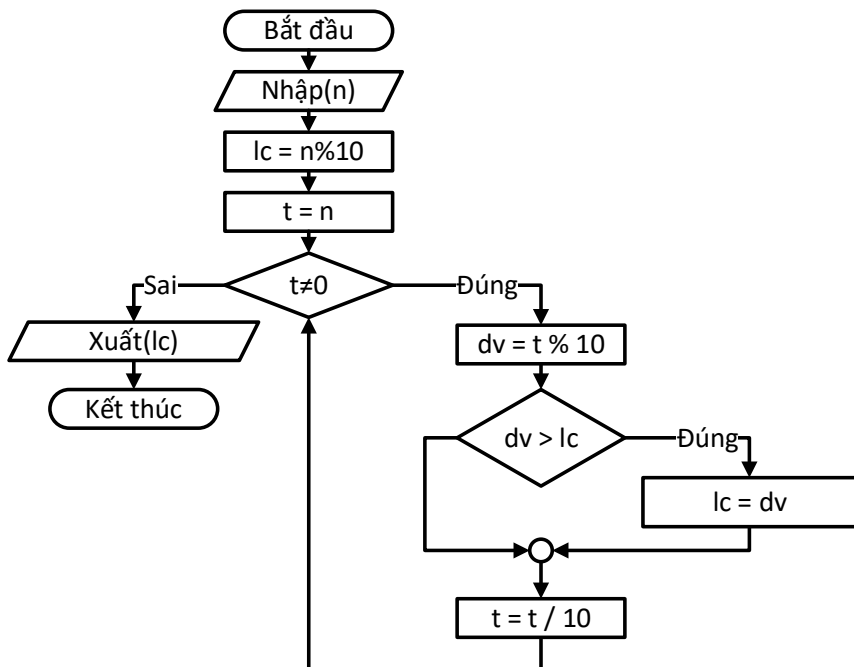 Bắt đầu
Nhập(n)
lc = n%10
t = n
t≠0
Sai
Đúng
Xuất(lc)
Kết thúc
dv = t % 10
dv > lc
Đúng
lc = dv
t = t / 10